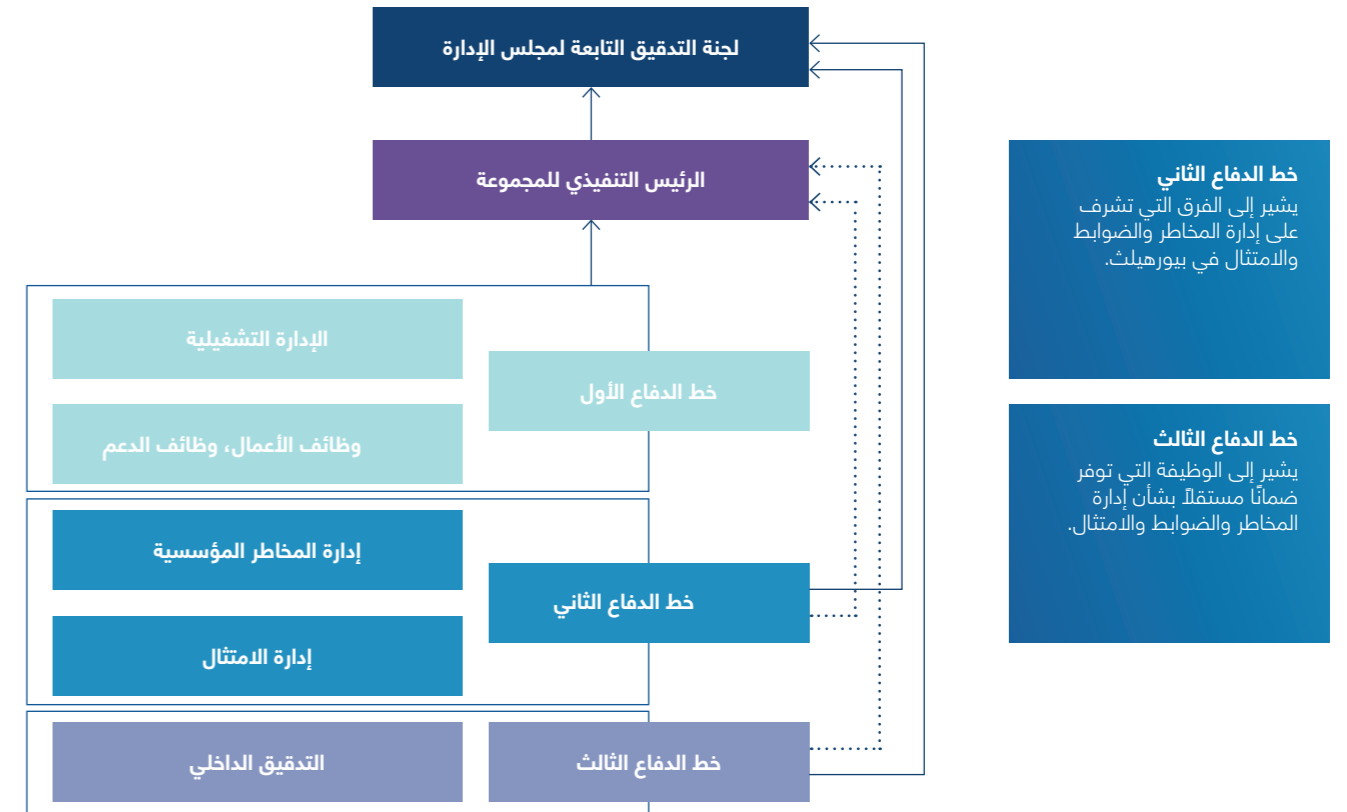 لجنة التدقيق التابعة لمجلس الإدارة
الرئيس التنفيذي للمجموعة
خط الدفاع الأول
الإدارة التشغيلية
وظائف الأعمال، وظائف الدعم
خط الدفاع الثاني
إدارة المخاطر المؤسسية
إدارة الامتثال
خط الدفاع الثالث
التدقيق الداخلي
خط الدفاع الثاني
يشير إلى الفرق التي تشرف
على إدارة المخاطر والضوابط
والامتثال في بيورهيلث.
خط الدفاع الثالث
يشير إلى الوظيفة التي توفر
ضمانًا مستقلاً بشأن إدارة
المخاطر والضوابط والامتثال.